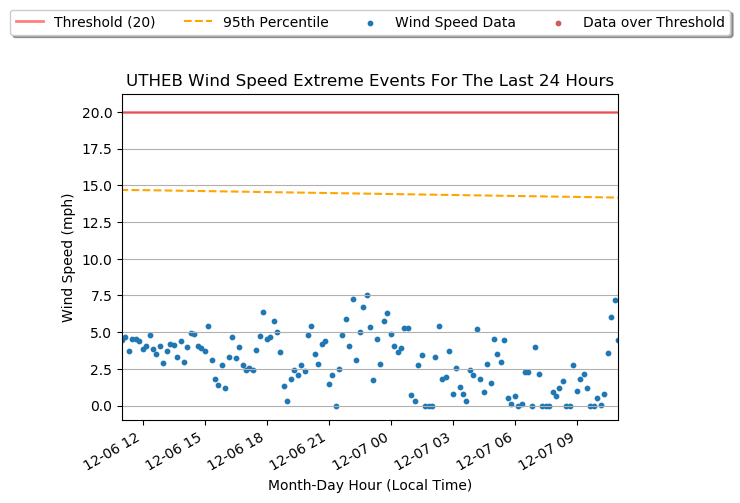 Threshold (20) 95th Percentile Wind Speed Data Data over Threshold
UTHEB Wind Speed Extreme Events For The Last 24 Hours
20.0
17.5
15.0
12.5
10.0
7.5
5.0
2.5
0.0
Wind Speed (mph)
12-06 12 12-06 15 12-06 18 12-06 21 12-07 00 12-07 03 12-07 06 12-07 09
Month-Day Hour (Local Time)